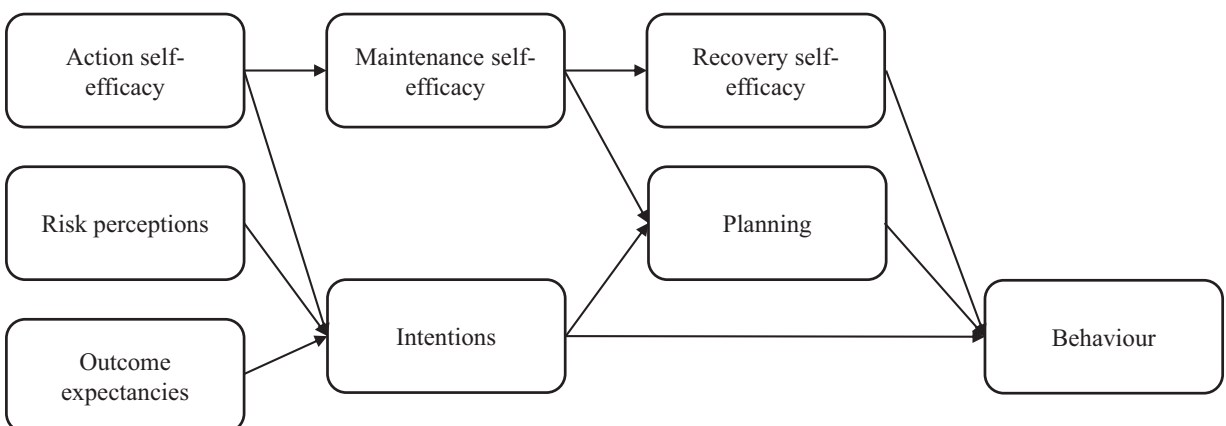 Action self-
efficacy
Maintenance self-
efficacy
Recovery self-
efficacy
Risk perceptions
Planning
Intentions
Behaviour
Outcome
expectancies